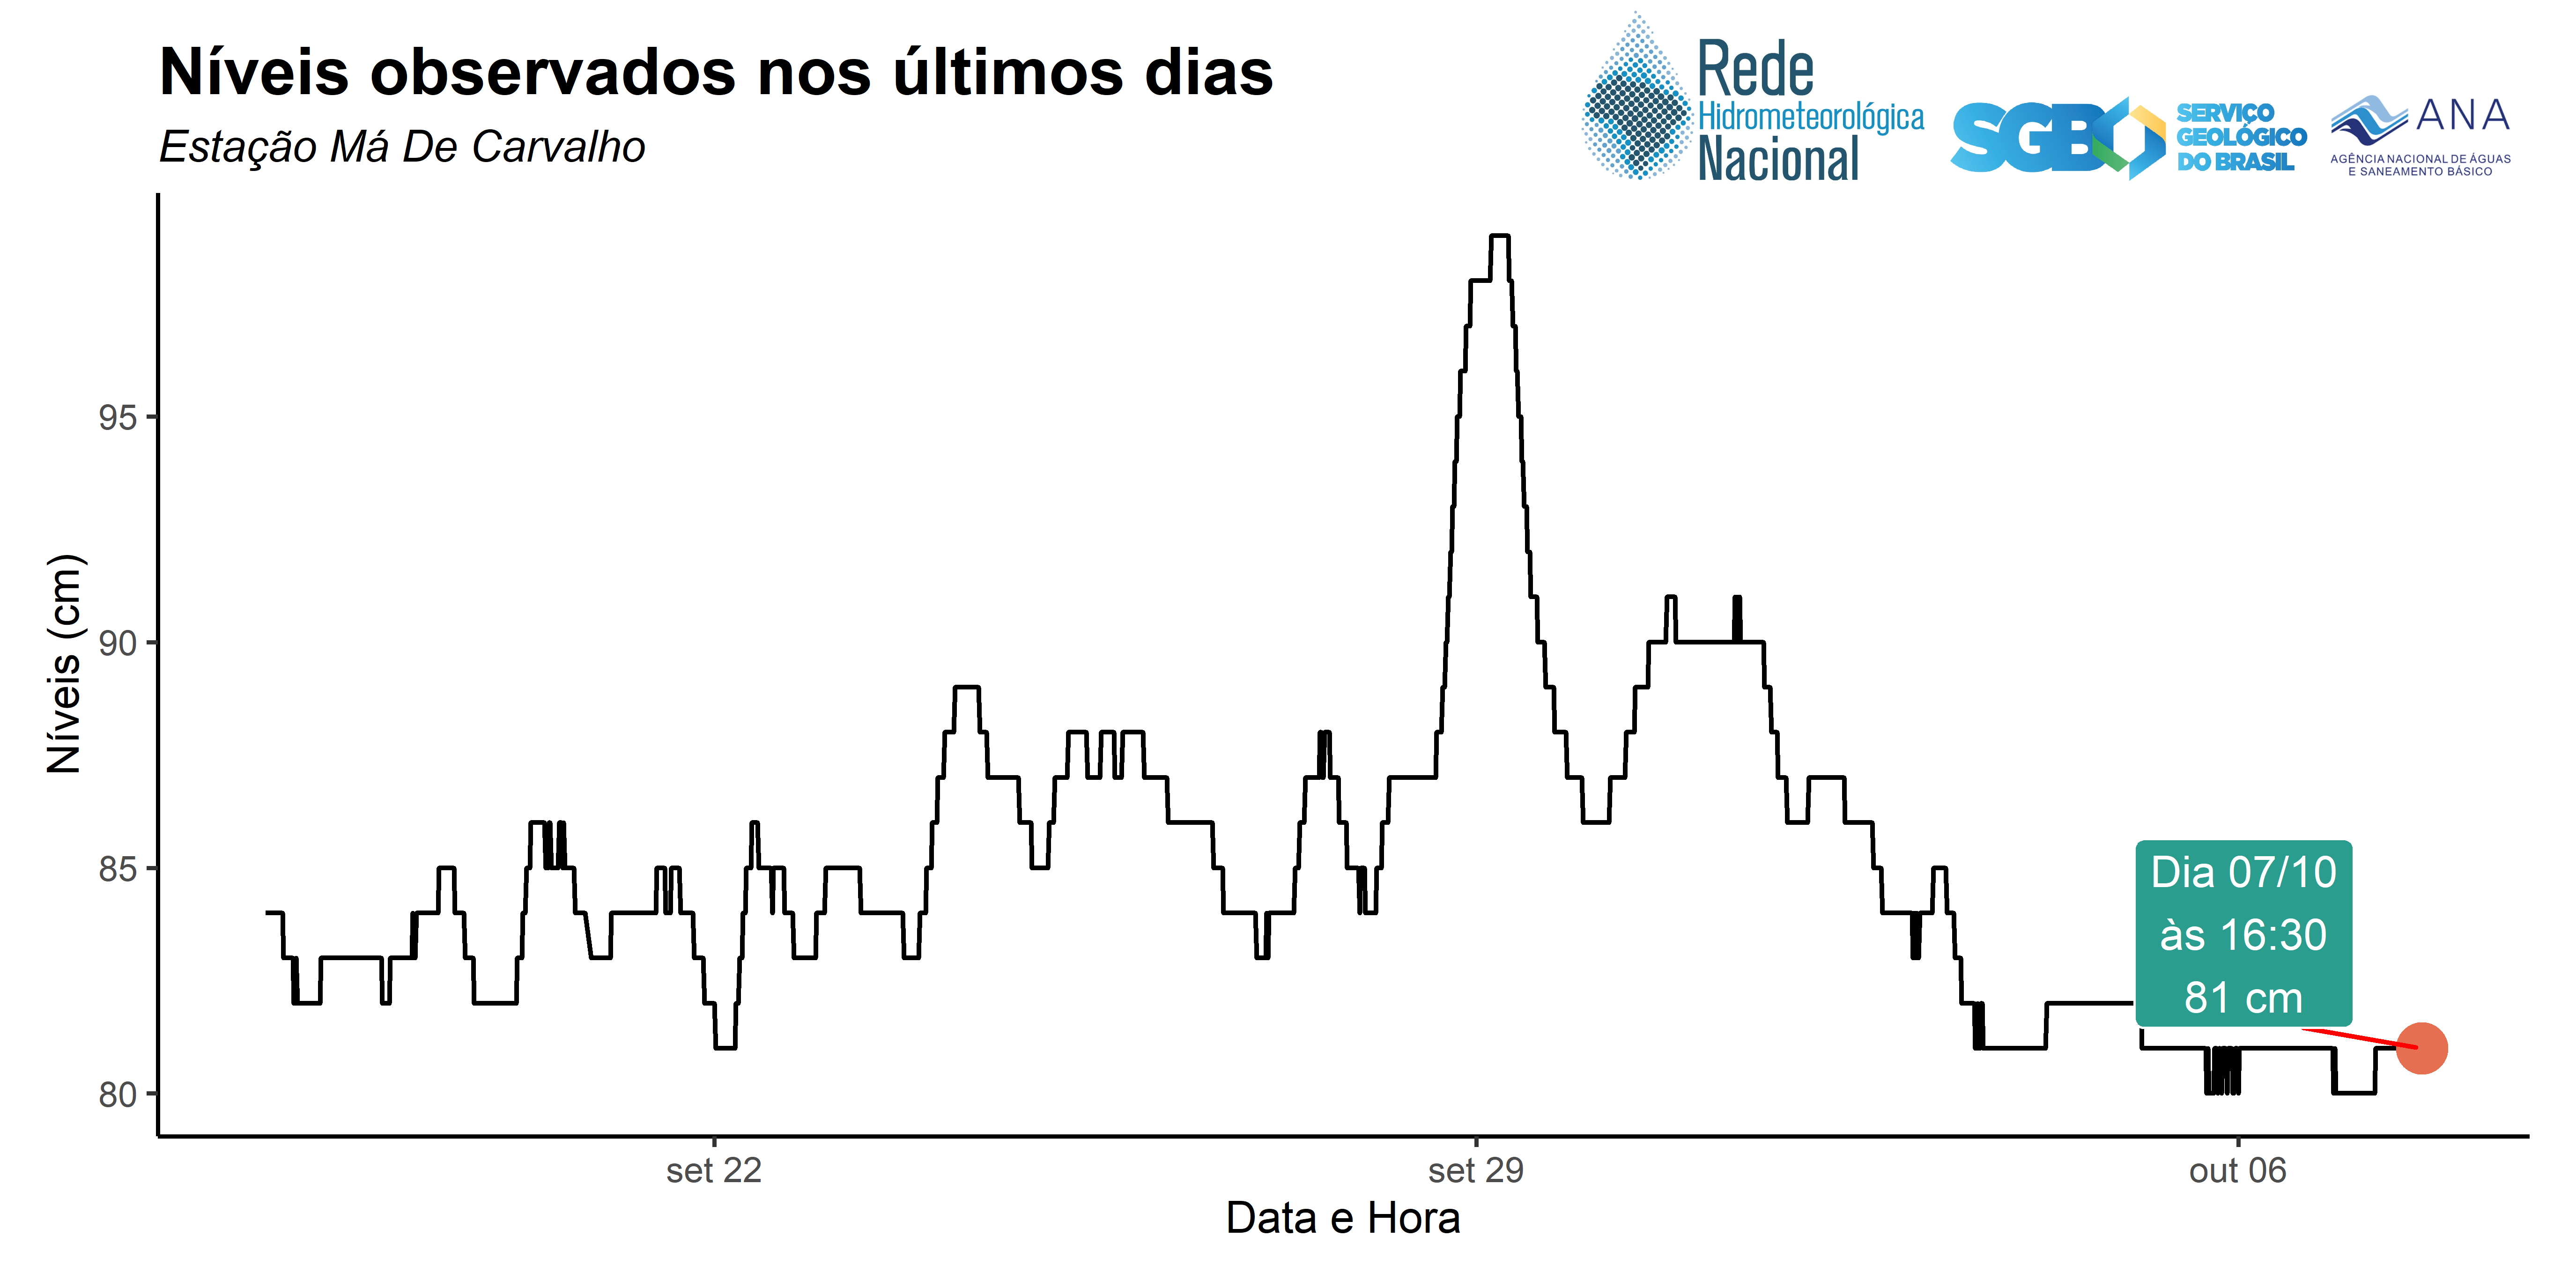 Níveis observados nos últimos dias
Estação Má De Carvalho
Rede
Hidrometeorológica
Nacional
SGB
SERVIÇO
GEOLÓGICO
DO BRASIL
ANA
AGÊNCIA NACIONAL DE ÁGUAS
E SANEAMENTO BÁSICO
Níveis (cm)
95
90
85
80
Dia 07/10
às 16:30
81 cm
set 22
set 29
out 06
Data e Hora